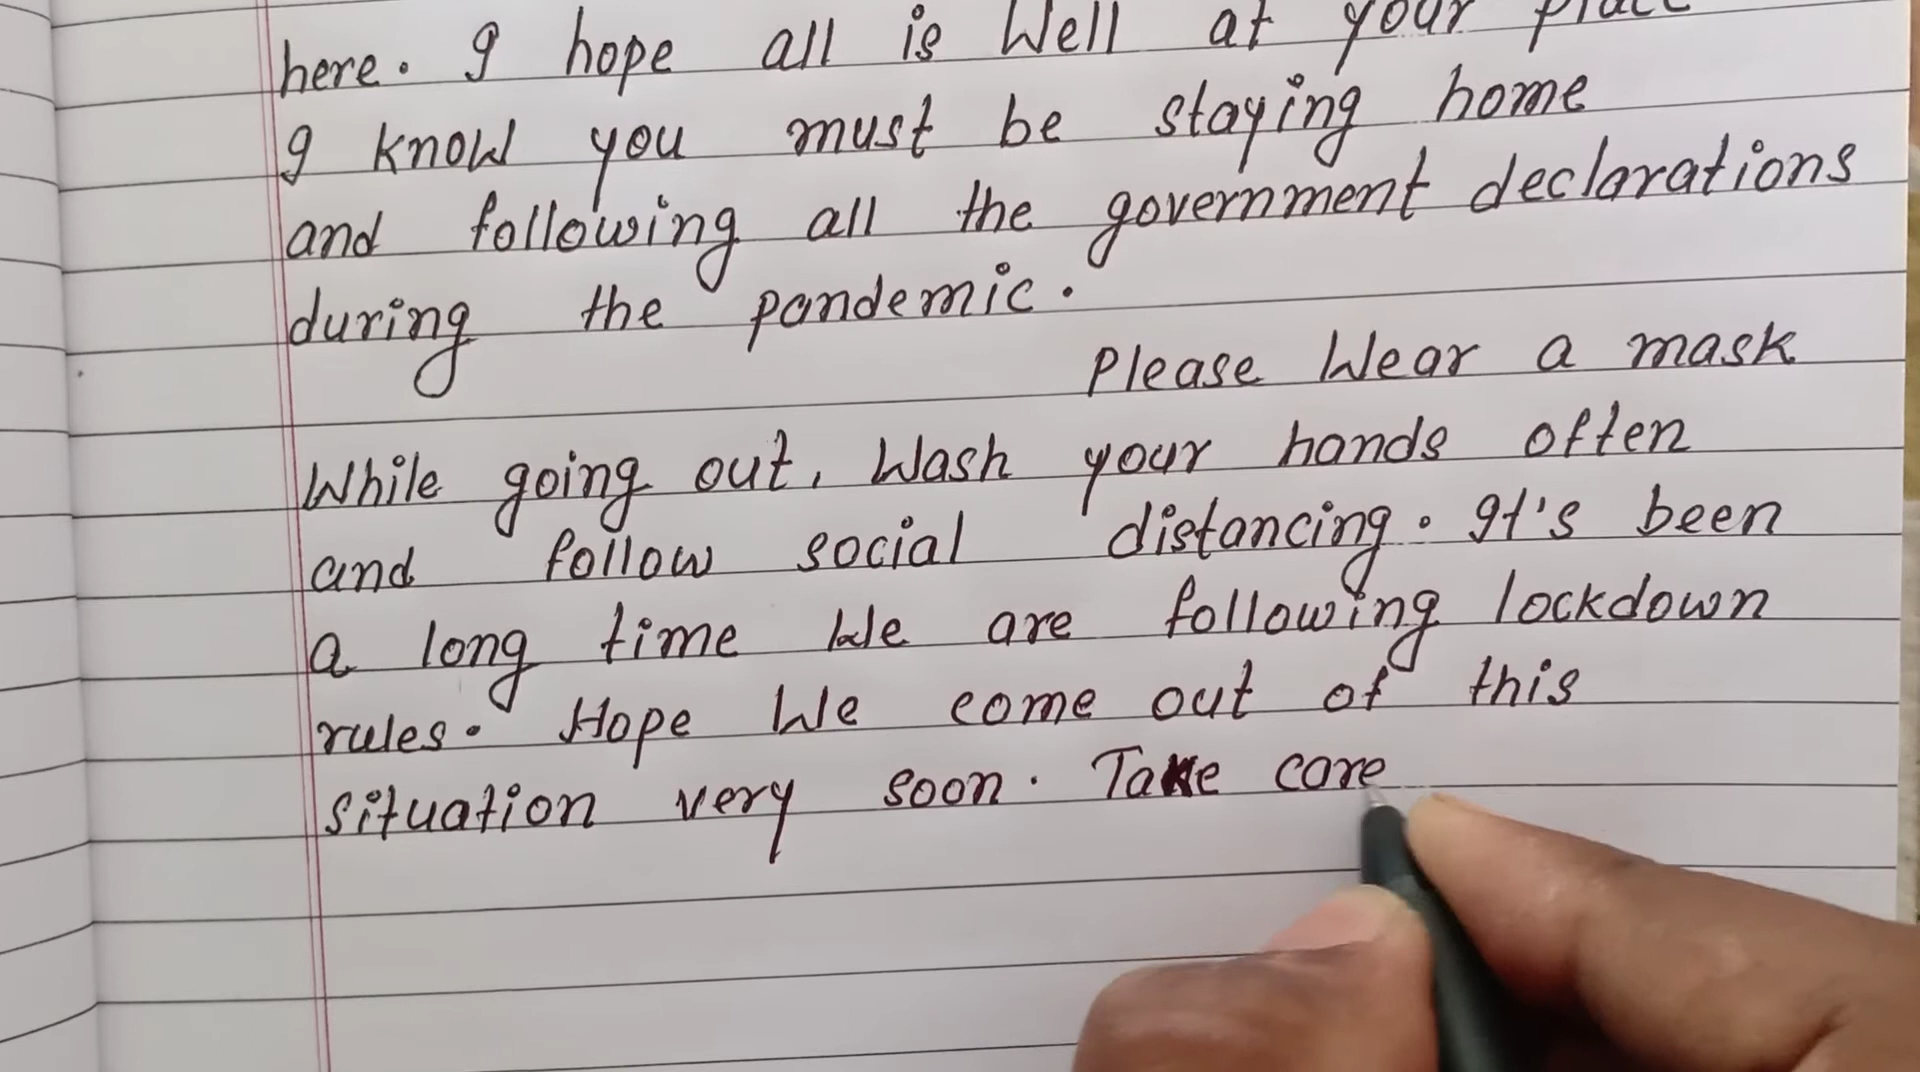 here. I hope all is Well at your place
I know you must be staying home
and following all the government declarations
during the pandemic.
Please Wear a mask
While going out, Wash your hands often
and follow social distancing. It's been
a long time We are following lockdown
rules. Hope We come out of this
situation very soon. Take care